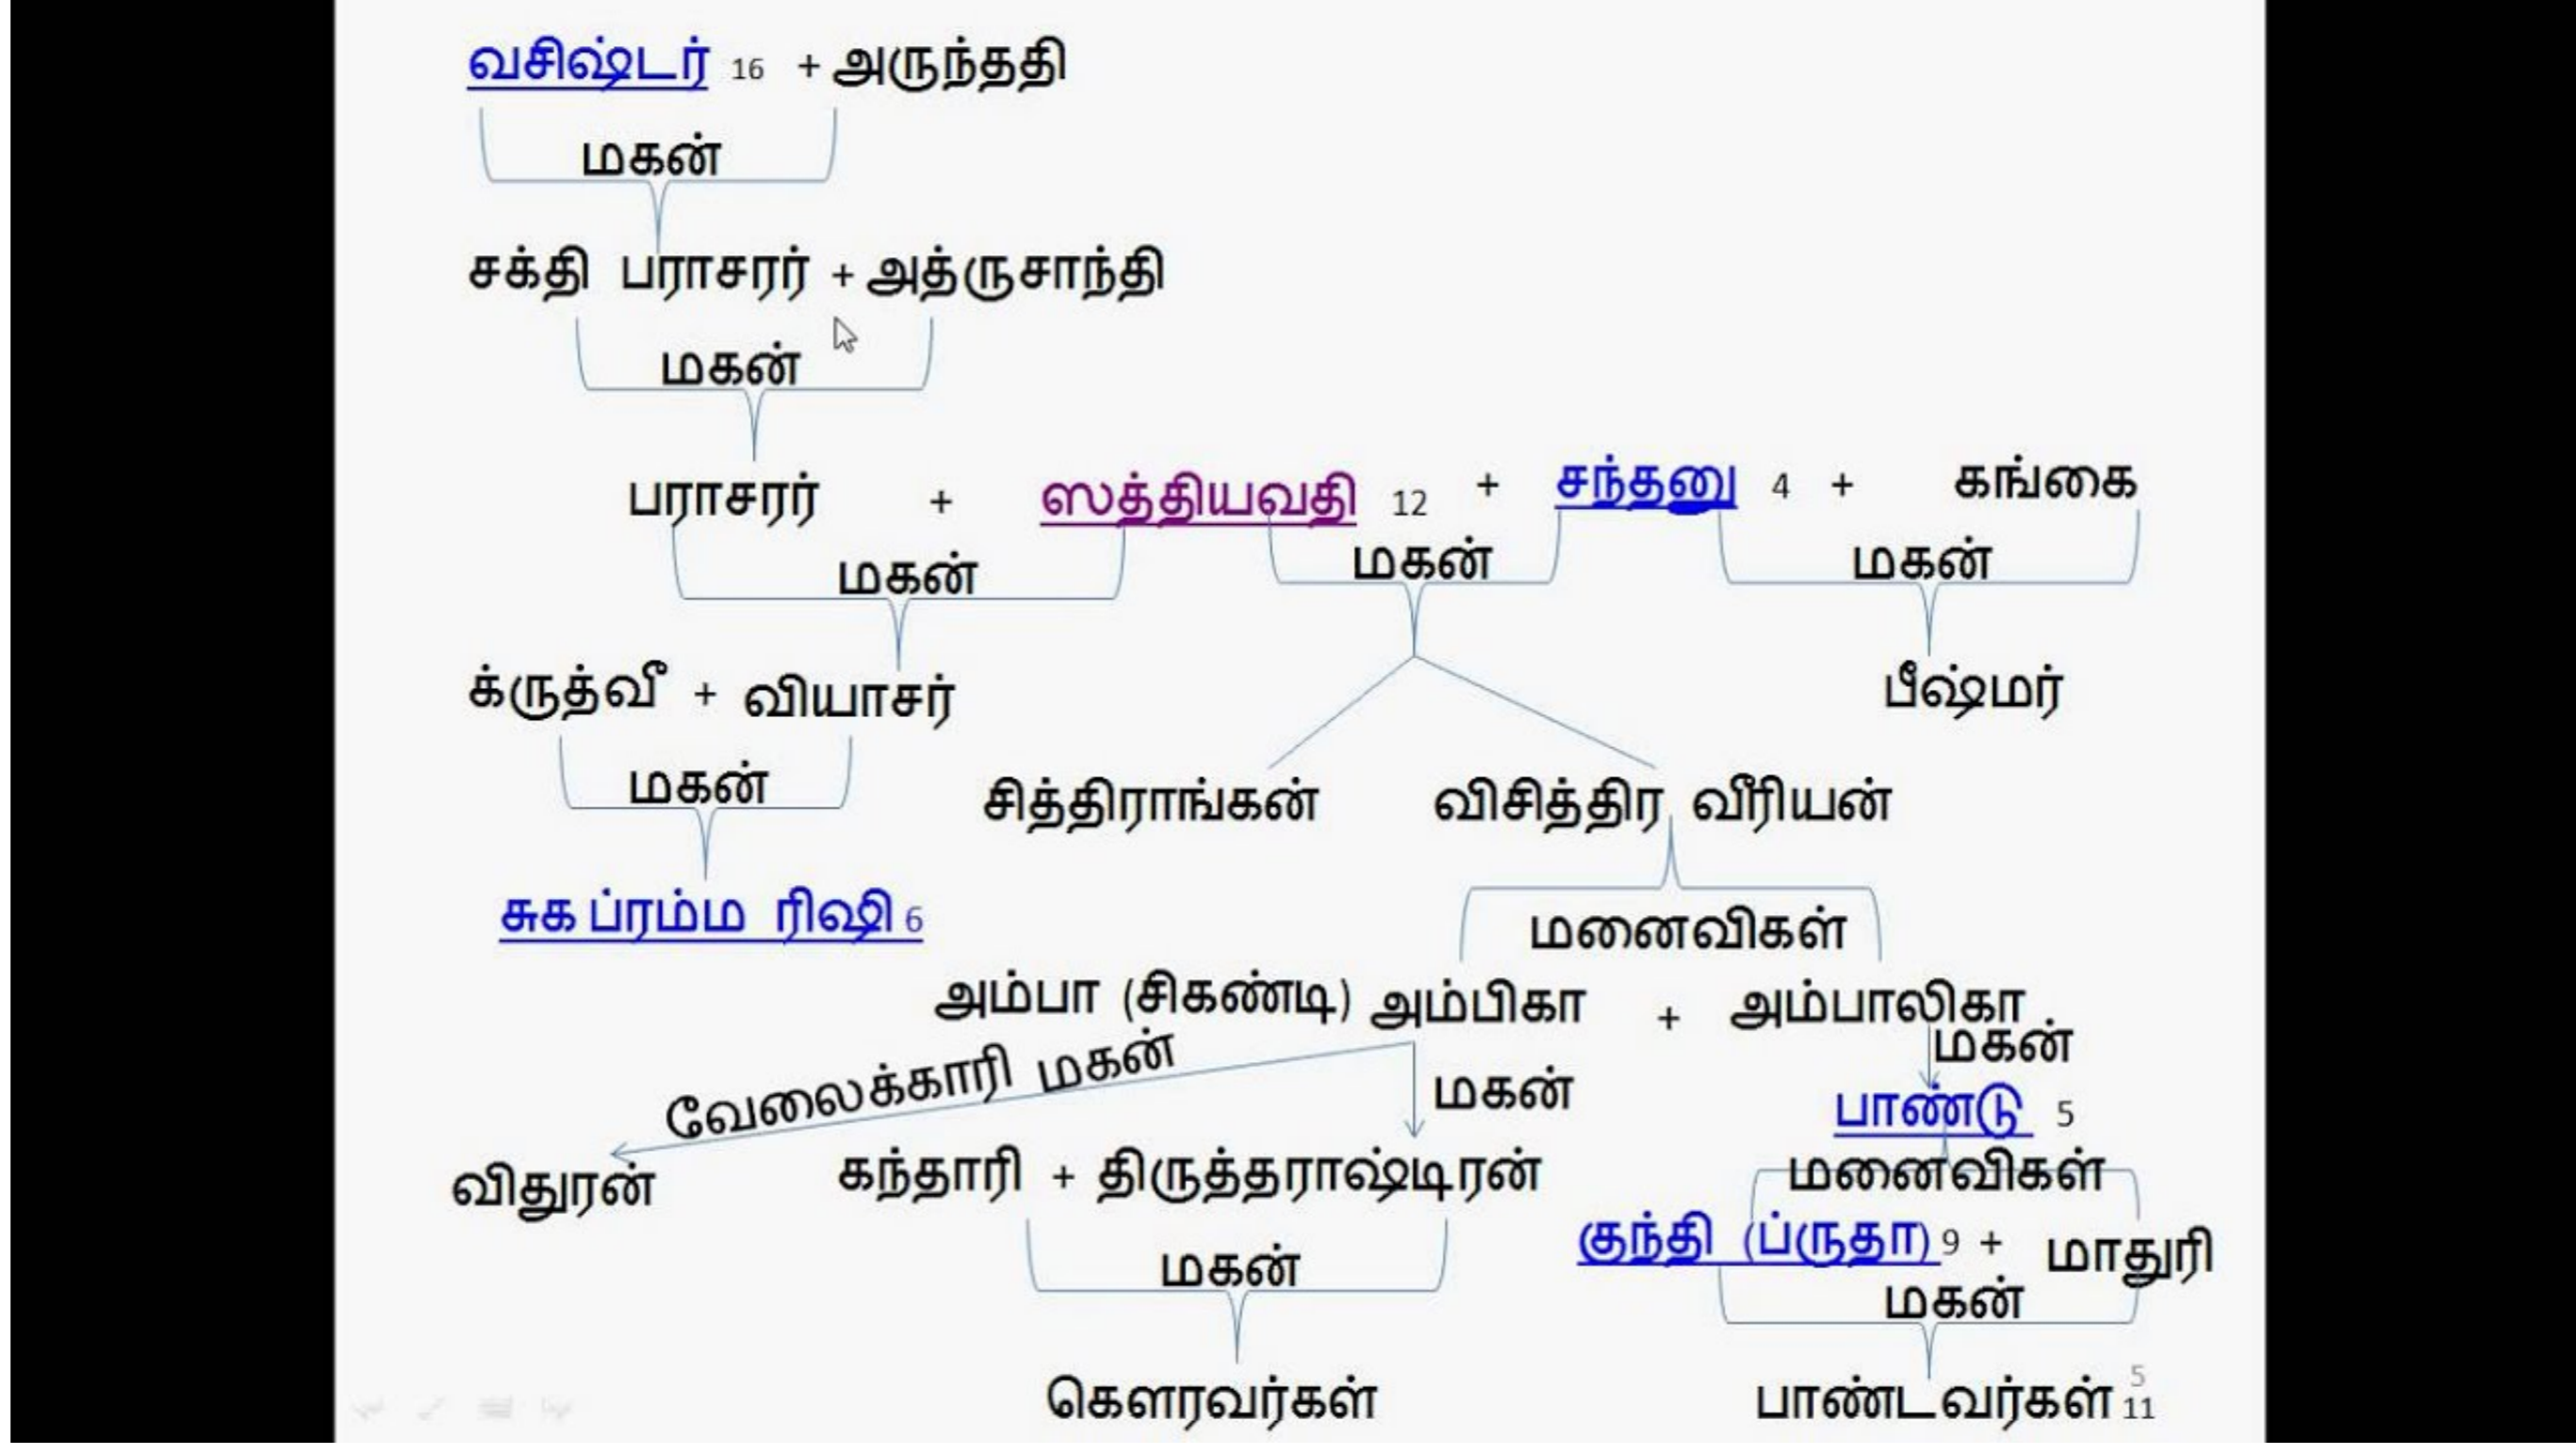 வசிஷ்டர் 16 + அருந்ததி
மகன்
சக்தி பராசரர் + அத்ருசாந்தி
மகன்
பராசரர் + ஸத்தியவதி 12 + சந்தனு 4 + கங்கை
மகன் மகன் மகன்
க்ருத்வீ + வியாசர் பீஷ்மர்
மகன் சித்திராங்கன் விசித்திர வீரியன்
சுக ப்ரம்ம ரிஷி 6 மனைவிகள்
அம்பா (சிகண்டி) அம்பிகா + அம்பாலிகா
வேலைக்காரி மகன் மகன் மகன்
பாண்டு 5
விதுரன் கந்தாரி + திருத்தராஷ்டிரன் மனைவிகள்
குந்தி (ப்ருதா) 9 + மாதுரி
மகன் மகன்
கௌரவர்கள் பாண்டவர்கள் 5 11